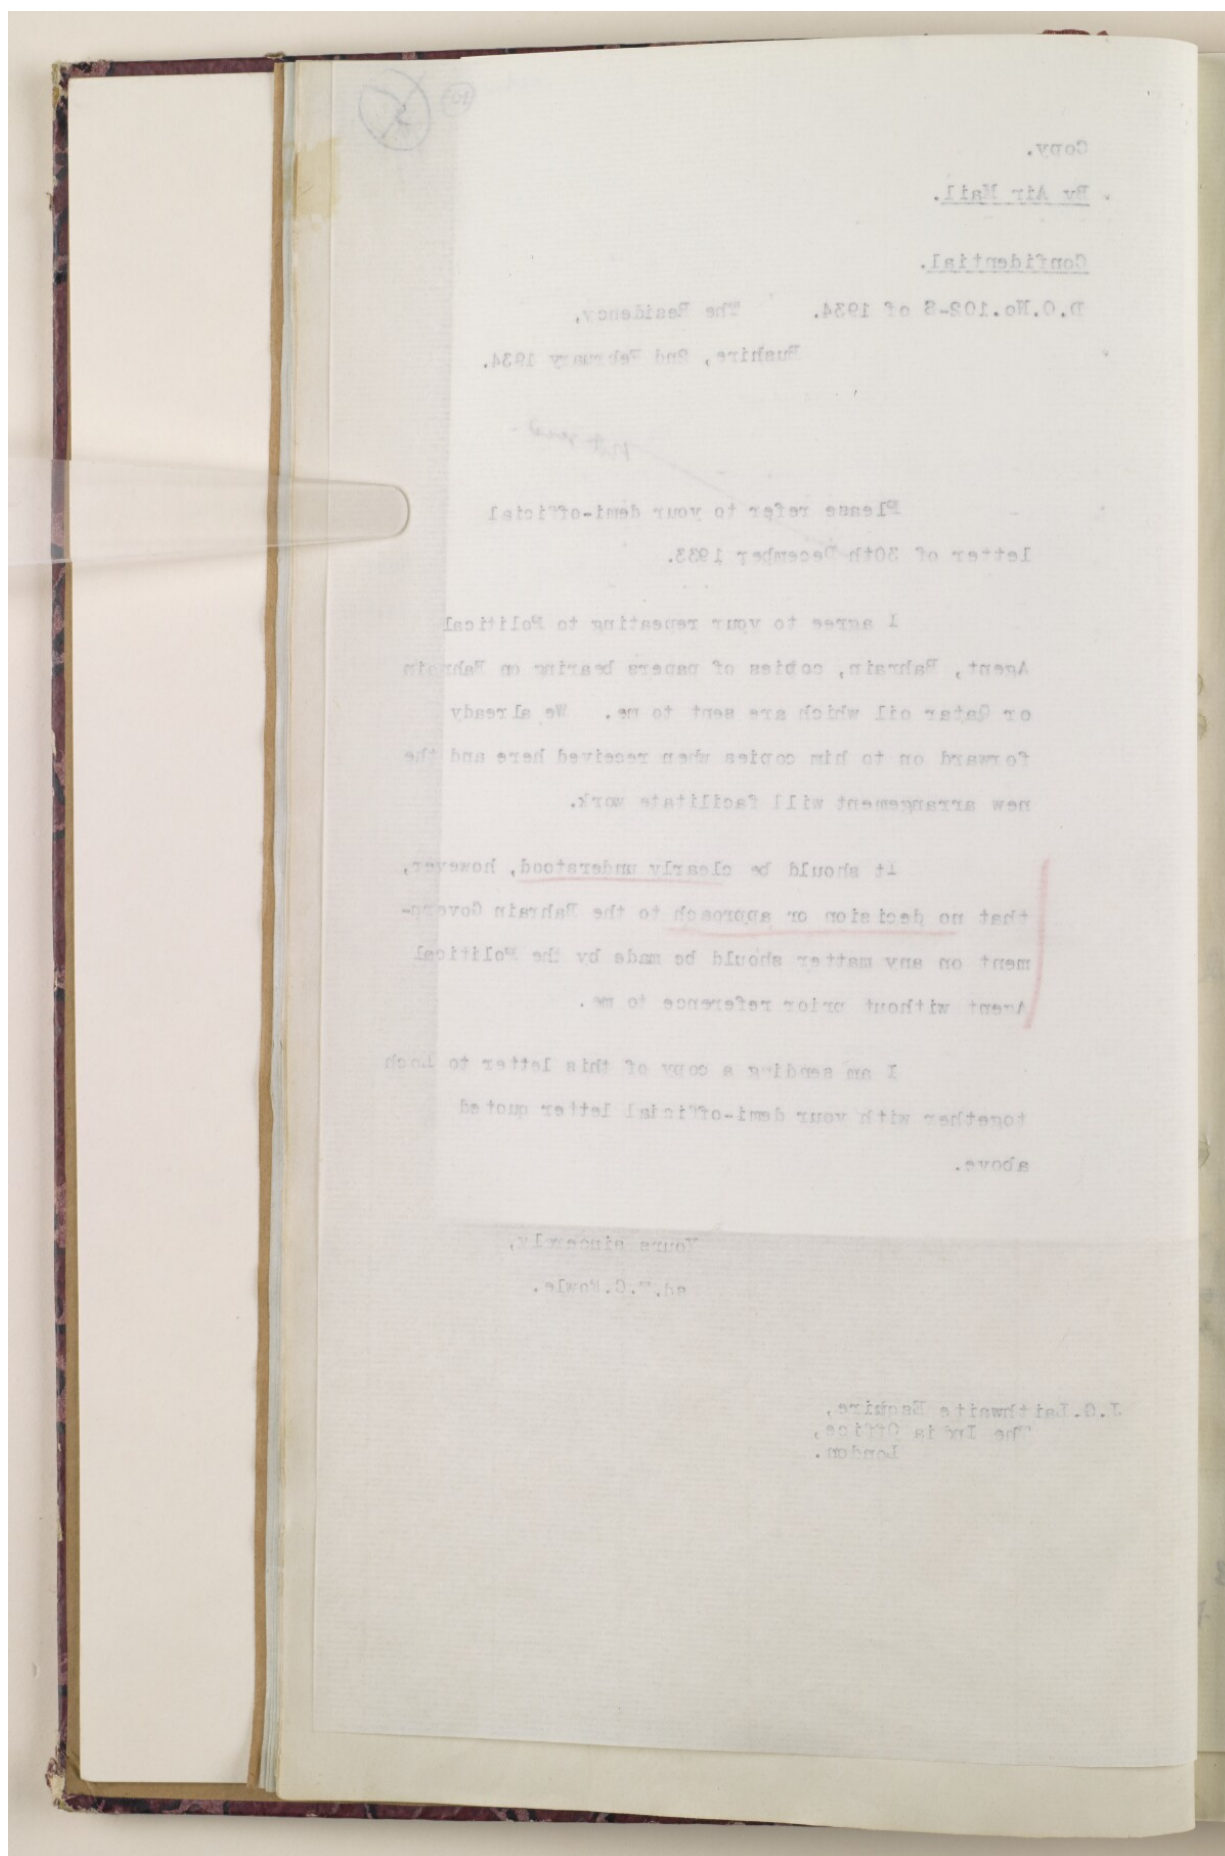 Copy.
By Air Mail.
Confidential.
D.O.No.102-S of 1934. The Residency,
Bushire, 2nd February 1934.
Please refer to your demi-official
letter of 30th December 1933.
I agree to your repeating to Political
Agent, Bahrain, copies of papers bearing on Bahrain
or Qatar oil which are sent to me. We already
forward on to him copies when received here and the
new arrangement will facilitate work.
It should be clearly understood, however,
that no decision or approach to the Bahrain Govern-
ment on any matter should be made by the Political
Agent without prior reference to me.
I am sending a copy of this letter to Loch
together with your demi-official letter quoted
above.
Yours sincerely,
sd.T.C.Fowle.
J.G.Laithwaite Esquire,
The India Office,
London.